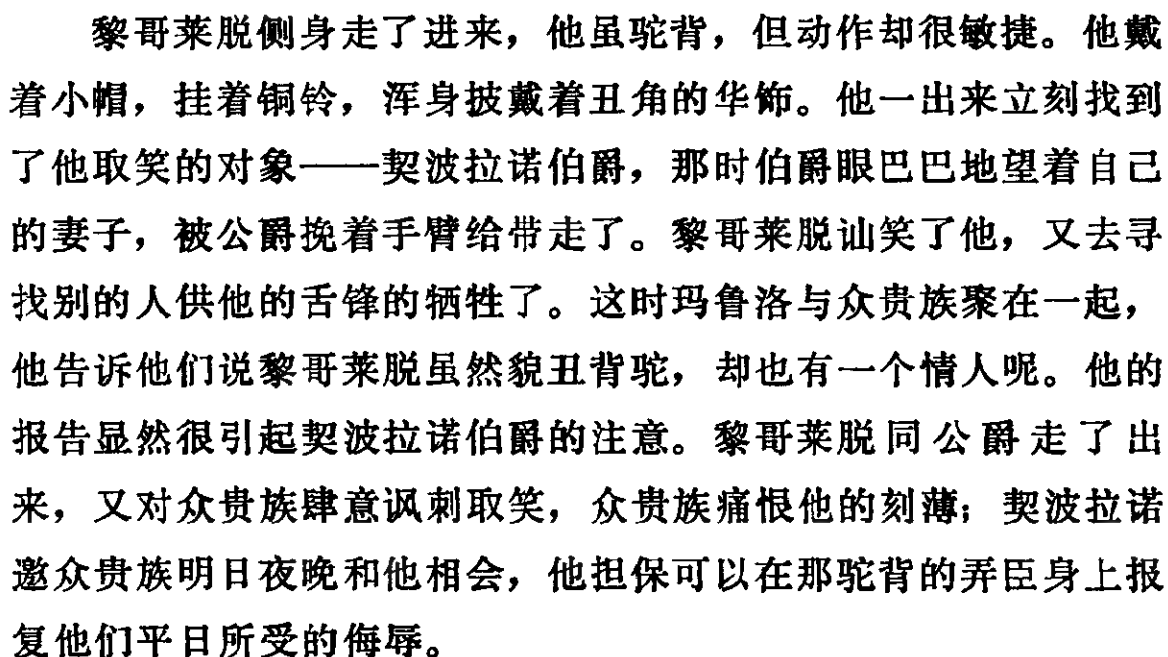 黎哥莱脱侧身走了进来，他虽驼背，但动作却很敏捷。他戴
着小帽，挂着铜铃，浑身披戴着丑角的华饰。他一出来立刻找到
了他取笑的对象——契波拉诺伯爵，那时伯爵眼巴巴地望着自己
的妻子，被公爵挽着手臂给带走了。黎哥莱脱讪笑了他，又去寻
找别的人供他的舌锋的牺牲了。这时玛鲁洛与众贵族聚在一起，
他告诉他们说黎哥莱脱虽然貌丑背驼，却也有一个情人呢。他的
报告显然很引起契波拉诺伯爵的注意。黎哥莱脱同公爵走了出
来，又对众贵族肆意讽刺取笑，众贵族痛恨他的刻薄；契波拉诺
邀众贵族明日夜晚和他相会，他担保可以在那驼背的弄臣身上报
复他们平日所受的侮辱。